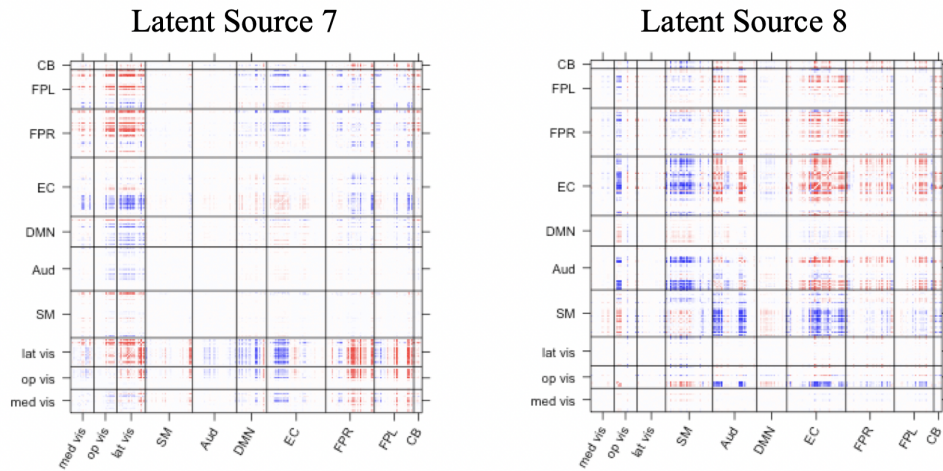 Latent Source 7
CB
FPL
FPR
EC
DMN
Aud
SM
lat vis
op vis
med vis
med vis
op vis
lat vis
SM
Aud
DMN
EC
FPR
FPL
CB
Latent Source 8
CB
FPL
FPR
EC
DMN
Aud
SM
lat vis
op vis
med vis
med vis
op vis
lat vis
SM
Aud
DMN
EC
FPR
FPL
CB